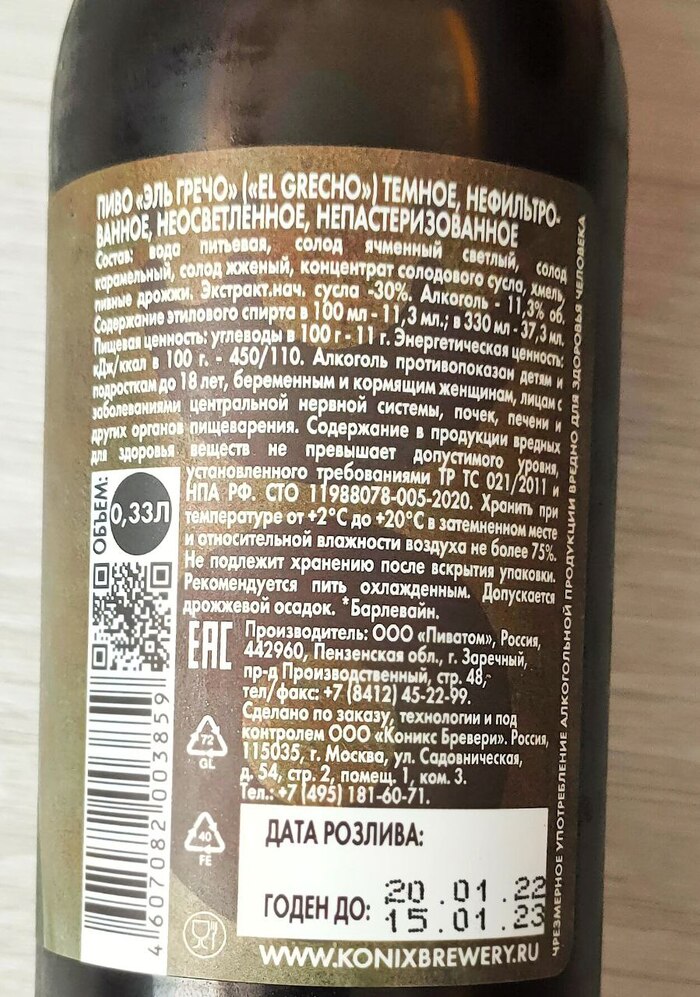 ПИВО «ЭЛЬ ГРЕЧО» («EL GRECHO») ТЕМНОЕ, НЕФИЛЬТРО-
ВАННОЕ, НЕОСВЕТЛЕННОЕ, НЕПАСТЕРИЗОВАННОЕ
Состав: вода питьевая, солод ячменный светлый, солод
карамельный, солод жженый, концентрат солодового сусла, хмель,
пивные дрожжи. Экстракт.нач. сусла -30%. Алкоголь - 11,3% об.
Содержание этилового спирта в 100 мл - 11,3 мл.; в 330 мл - 37,3 мл.
Пищевая ценность: углеводы в 100 г - 11 г. Энергетическая ценность:
кДж/ккал в 100 г. - 450/110. Алкоголь противопоказан детям и
подросткам до 18 лет, беременным и кормящим женщинам, лицам с
заболеваниями центральной нервной системы, почек, печени и
других органов пищеварения. Содержание в продукции вредных
для здоровья веществ не превышает допустимого уровня,
установленного требованиями ТР ТС 021/2011 и
НПА РФ. СТО 11988078-005-2020. Хранить при
температуре от +2°С до +20°С в затемненном месте
и относительной влажности воздуха не более 75%.
Не подлежит хранению после вскрытия упаковки.
Рекомендуется пить охлажденным. Допускается
дрожжевой осадок. *Барлевайн.
ОБЪЕМ:
0,33Л
EAC
Производитель: ООО «Пиватом», Россия,
442960, Пензенская обл., г. Заречный,
пр-д Производственный, стр. 48,
тел/факс: +7 (8412) 45-22-99.
Сделано по заказу, технологии и под
контролем ООО «Коникс Бревери». Россия,
115035, г. Москва, ул. Садовническая,
д. 54, стр. 2, помещ. 1, ком. 3.
Тел.: +7 (495) 181-60-71.
72
GL
40
FE
4 607082 003859
ДАТА РОЗЛИВА:
20.01.22
ГОДЕН ДО:
15.01.23
WWW.KONIXBREWERY.RU
ЧРЕЗМЕРНОЕ УПОТРЕБЛЕНИЕ АЛКОГОЛЬНОЙ ПРОДУКЦИИ ВРЕДНО ДЛЯ ЗДОРОВЬЯ ЧЕЛОВЕКА